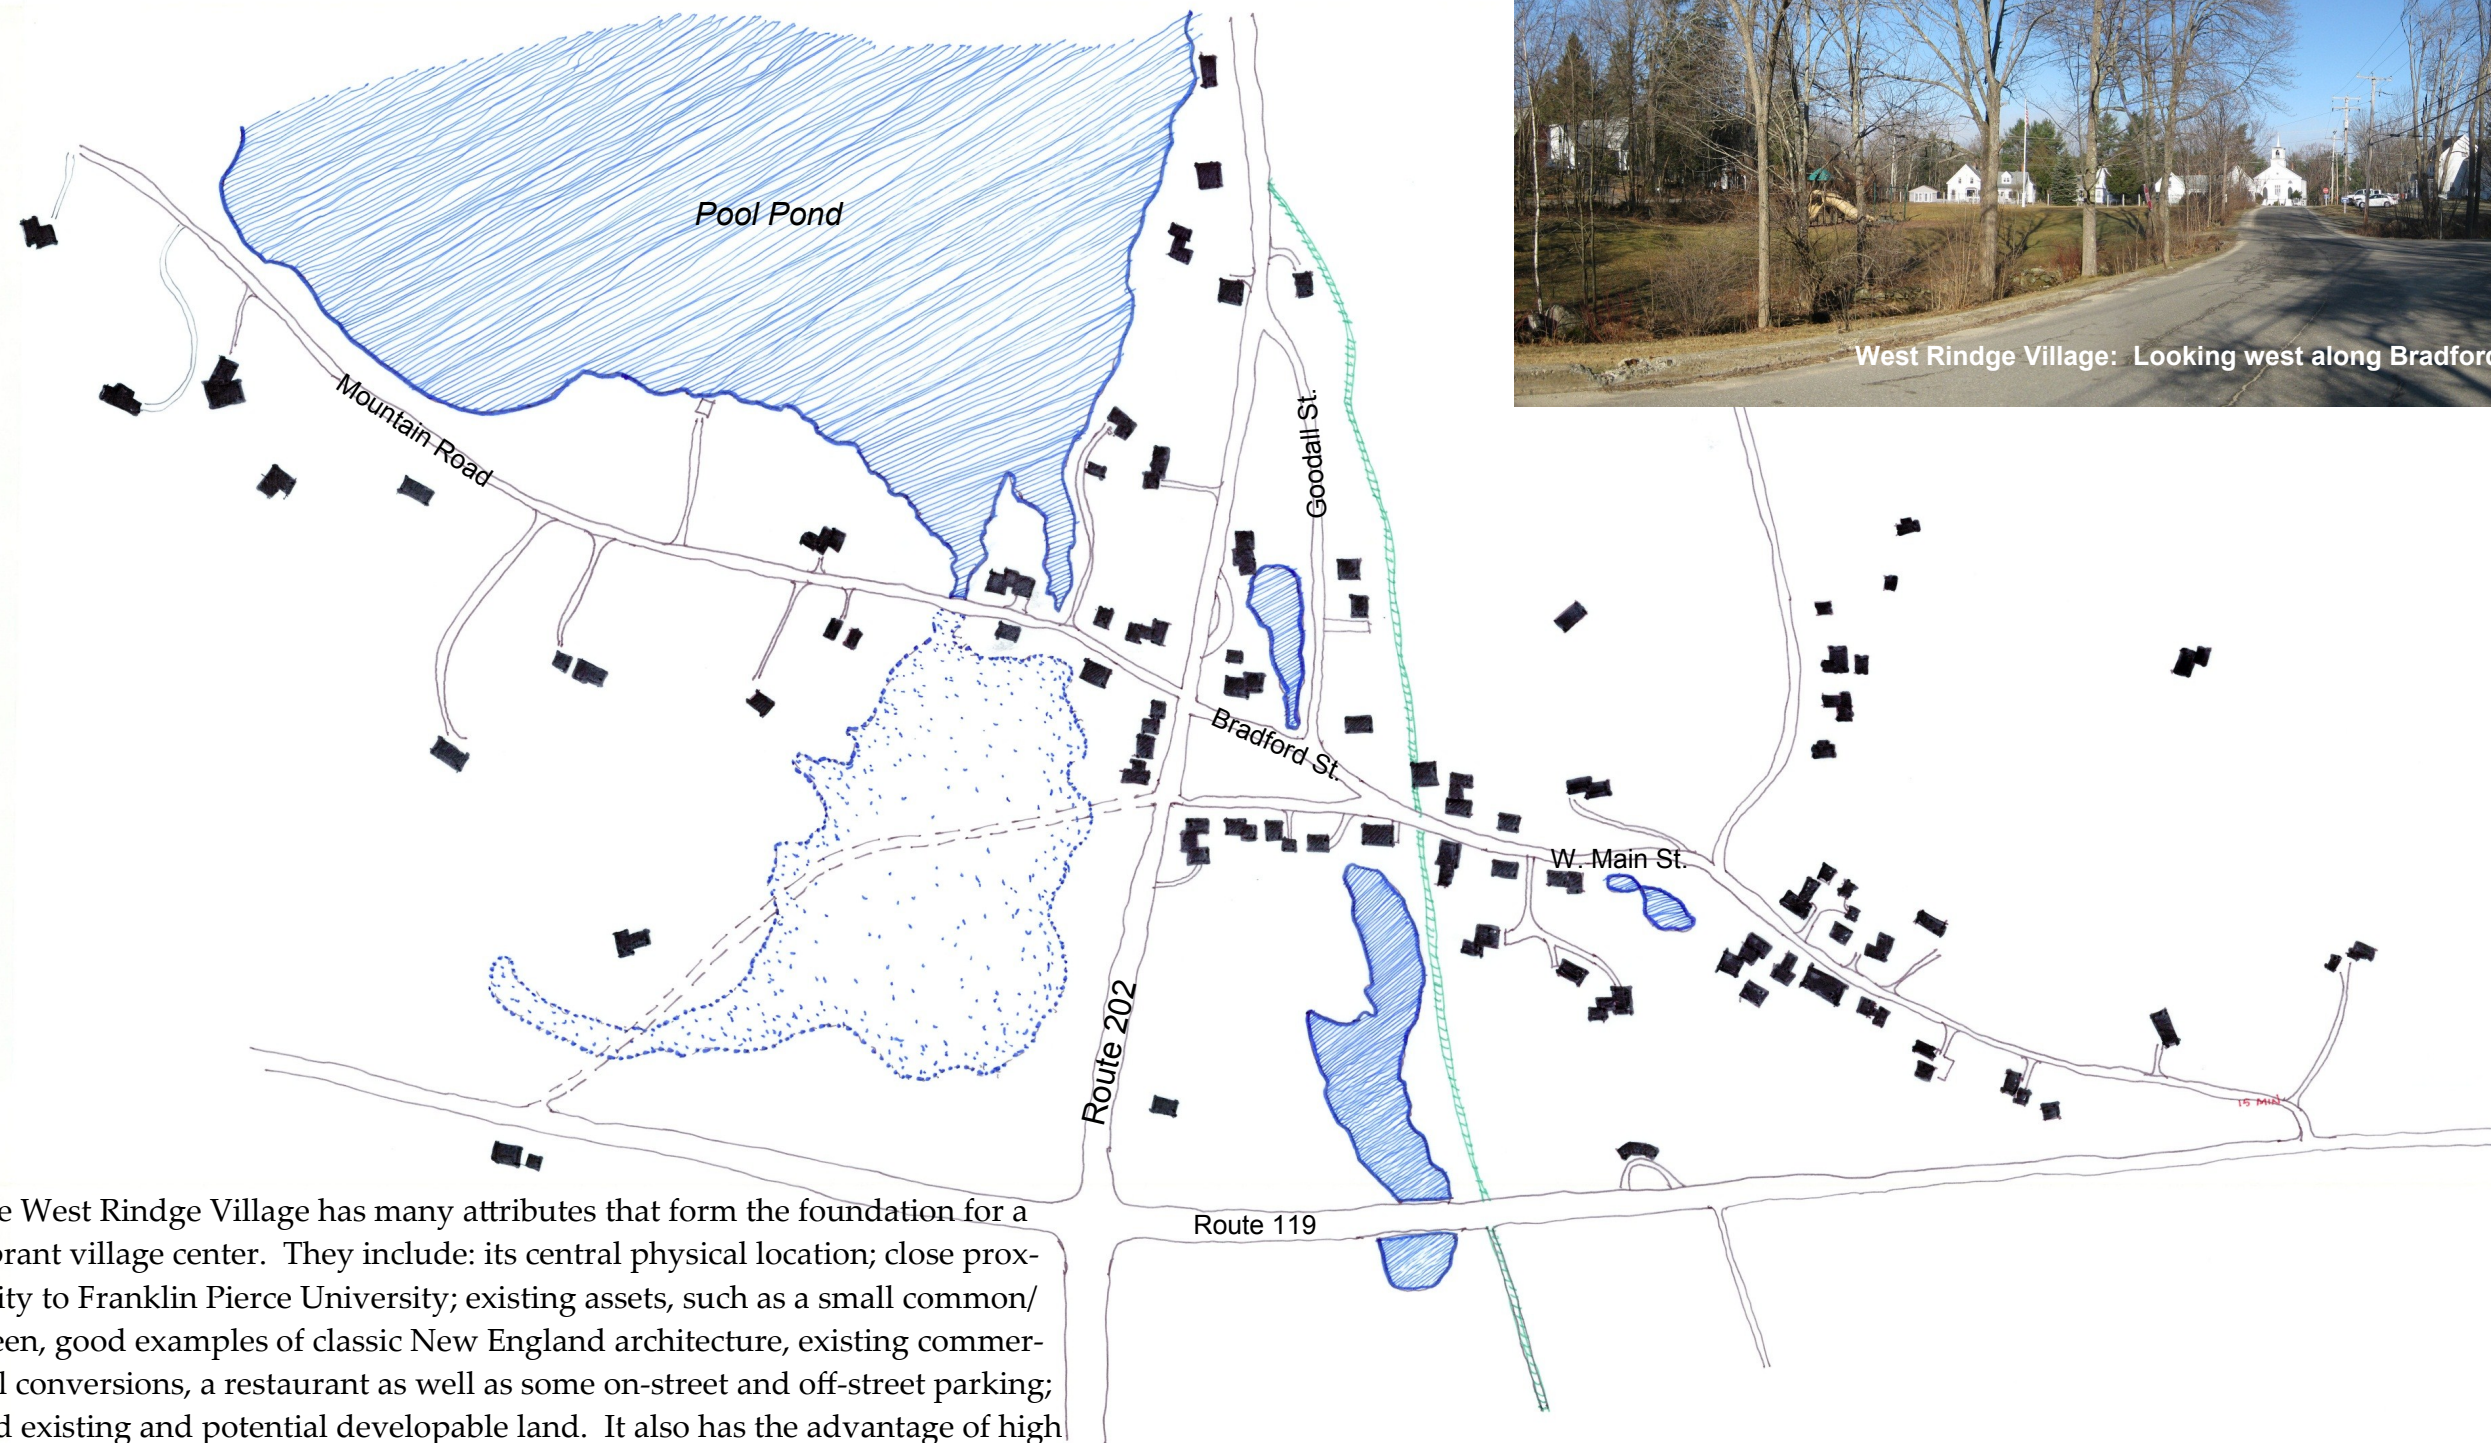 Pool Pond
West Rindge Village:  Looking west along Bradford
Mountain Road
Goodall St.
Bradford St.
W. Main St.
Route 202
15 MIN
Route 119
e West Rindge Village has many attributes that form the foundation for a
brant village center.  They include: its central physical location; close prox-
ity to Franklin Pierce University; existing assets, such as a small common/
een, good examples of classic New England architecture, existing commer-
l conversions, a restaurant as well as some on-street and off-street parking;
d existing and potential developable land.  It also has the advantage of high